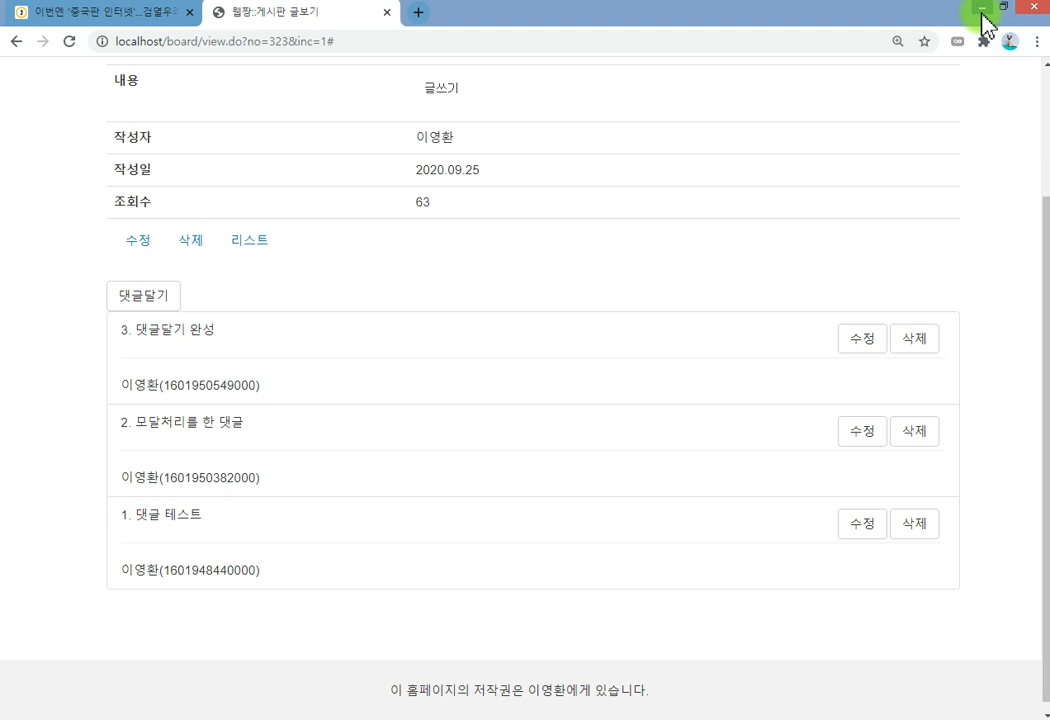 이번엔 '중국판 인터넷'...검열우려
웹짱::게시판 글보기
localhost/board/view.do?no=323&inc=1#
내용 글쓰기
작성자 이영환
작성일 2020.09.25
조회수 63
수정 삭제 리스트
댓글달기
3. 댓글달기 완성 수정 삭제
이영환(1601950549000)
2. 모달처리를 한 댓글 수정 삭제
이영환(1601950382000)
1. 댓글 테스트 수정 삭제
이영환(1601948440000)
이 홈페이지의 저작권은 이영환에게 있습니다.